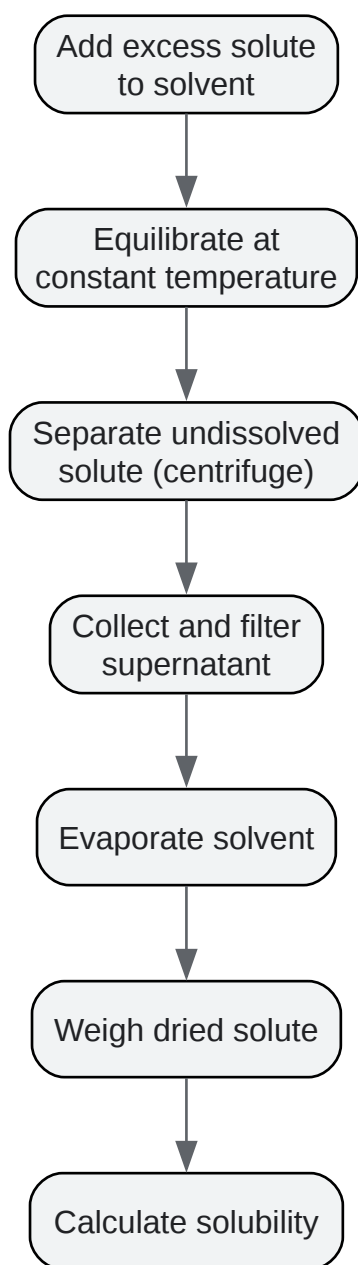 Add excess solute
to solvent
Equilibrate at
constant temperature
Separate undissolved
solute (centrifuge)
Collect and filter
supernatant
Evaporate solvent
Weigh dried solute
Calculate solubility